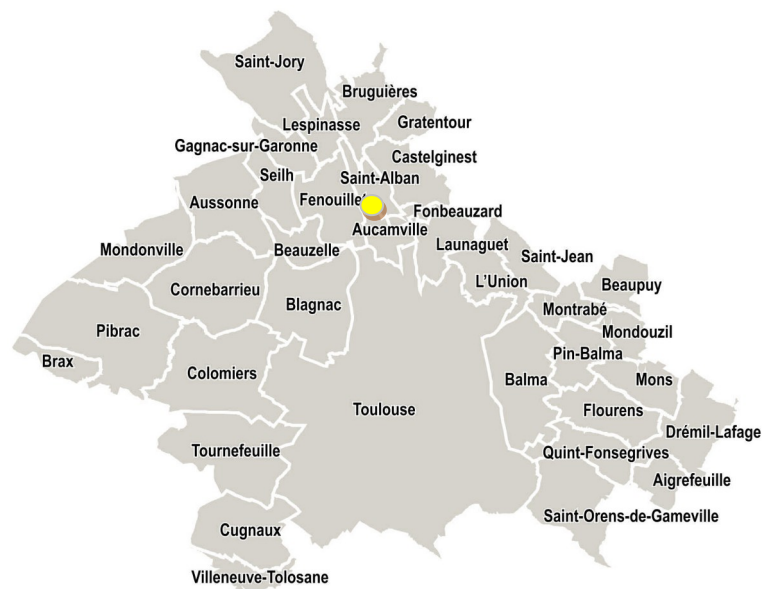 Saint-Jory
Bruguières
Lespinasse
Gratentour
Gagnac-sur-Garonne
Castelginest
Seilh
Saint-Alban
Aussonne
Fenouillet
Fonbeauzard
Aucamville
Mondonville
Beauzelle
Launaguet
Saint-Jean
Cornebarrieu
L'Union
Beaupuy
Blagnac
Montrabé
Pibrac
Mondouzil
Brax
Pin-Balma
Colomiers
Balma
Mons
Toulouse
Flourens
Drémil-Lafage
Tournefeuille
Quint-Fonsegrives
Aigrefeuille
Cugnaux
Saint-Orens-de-Gameville
Villeneuve-Tolosane